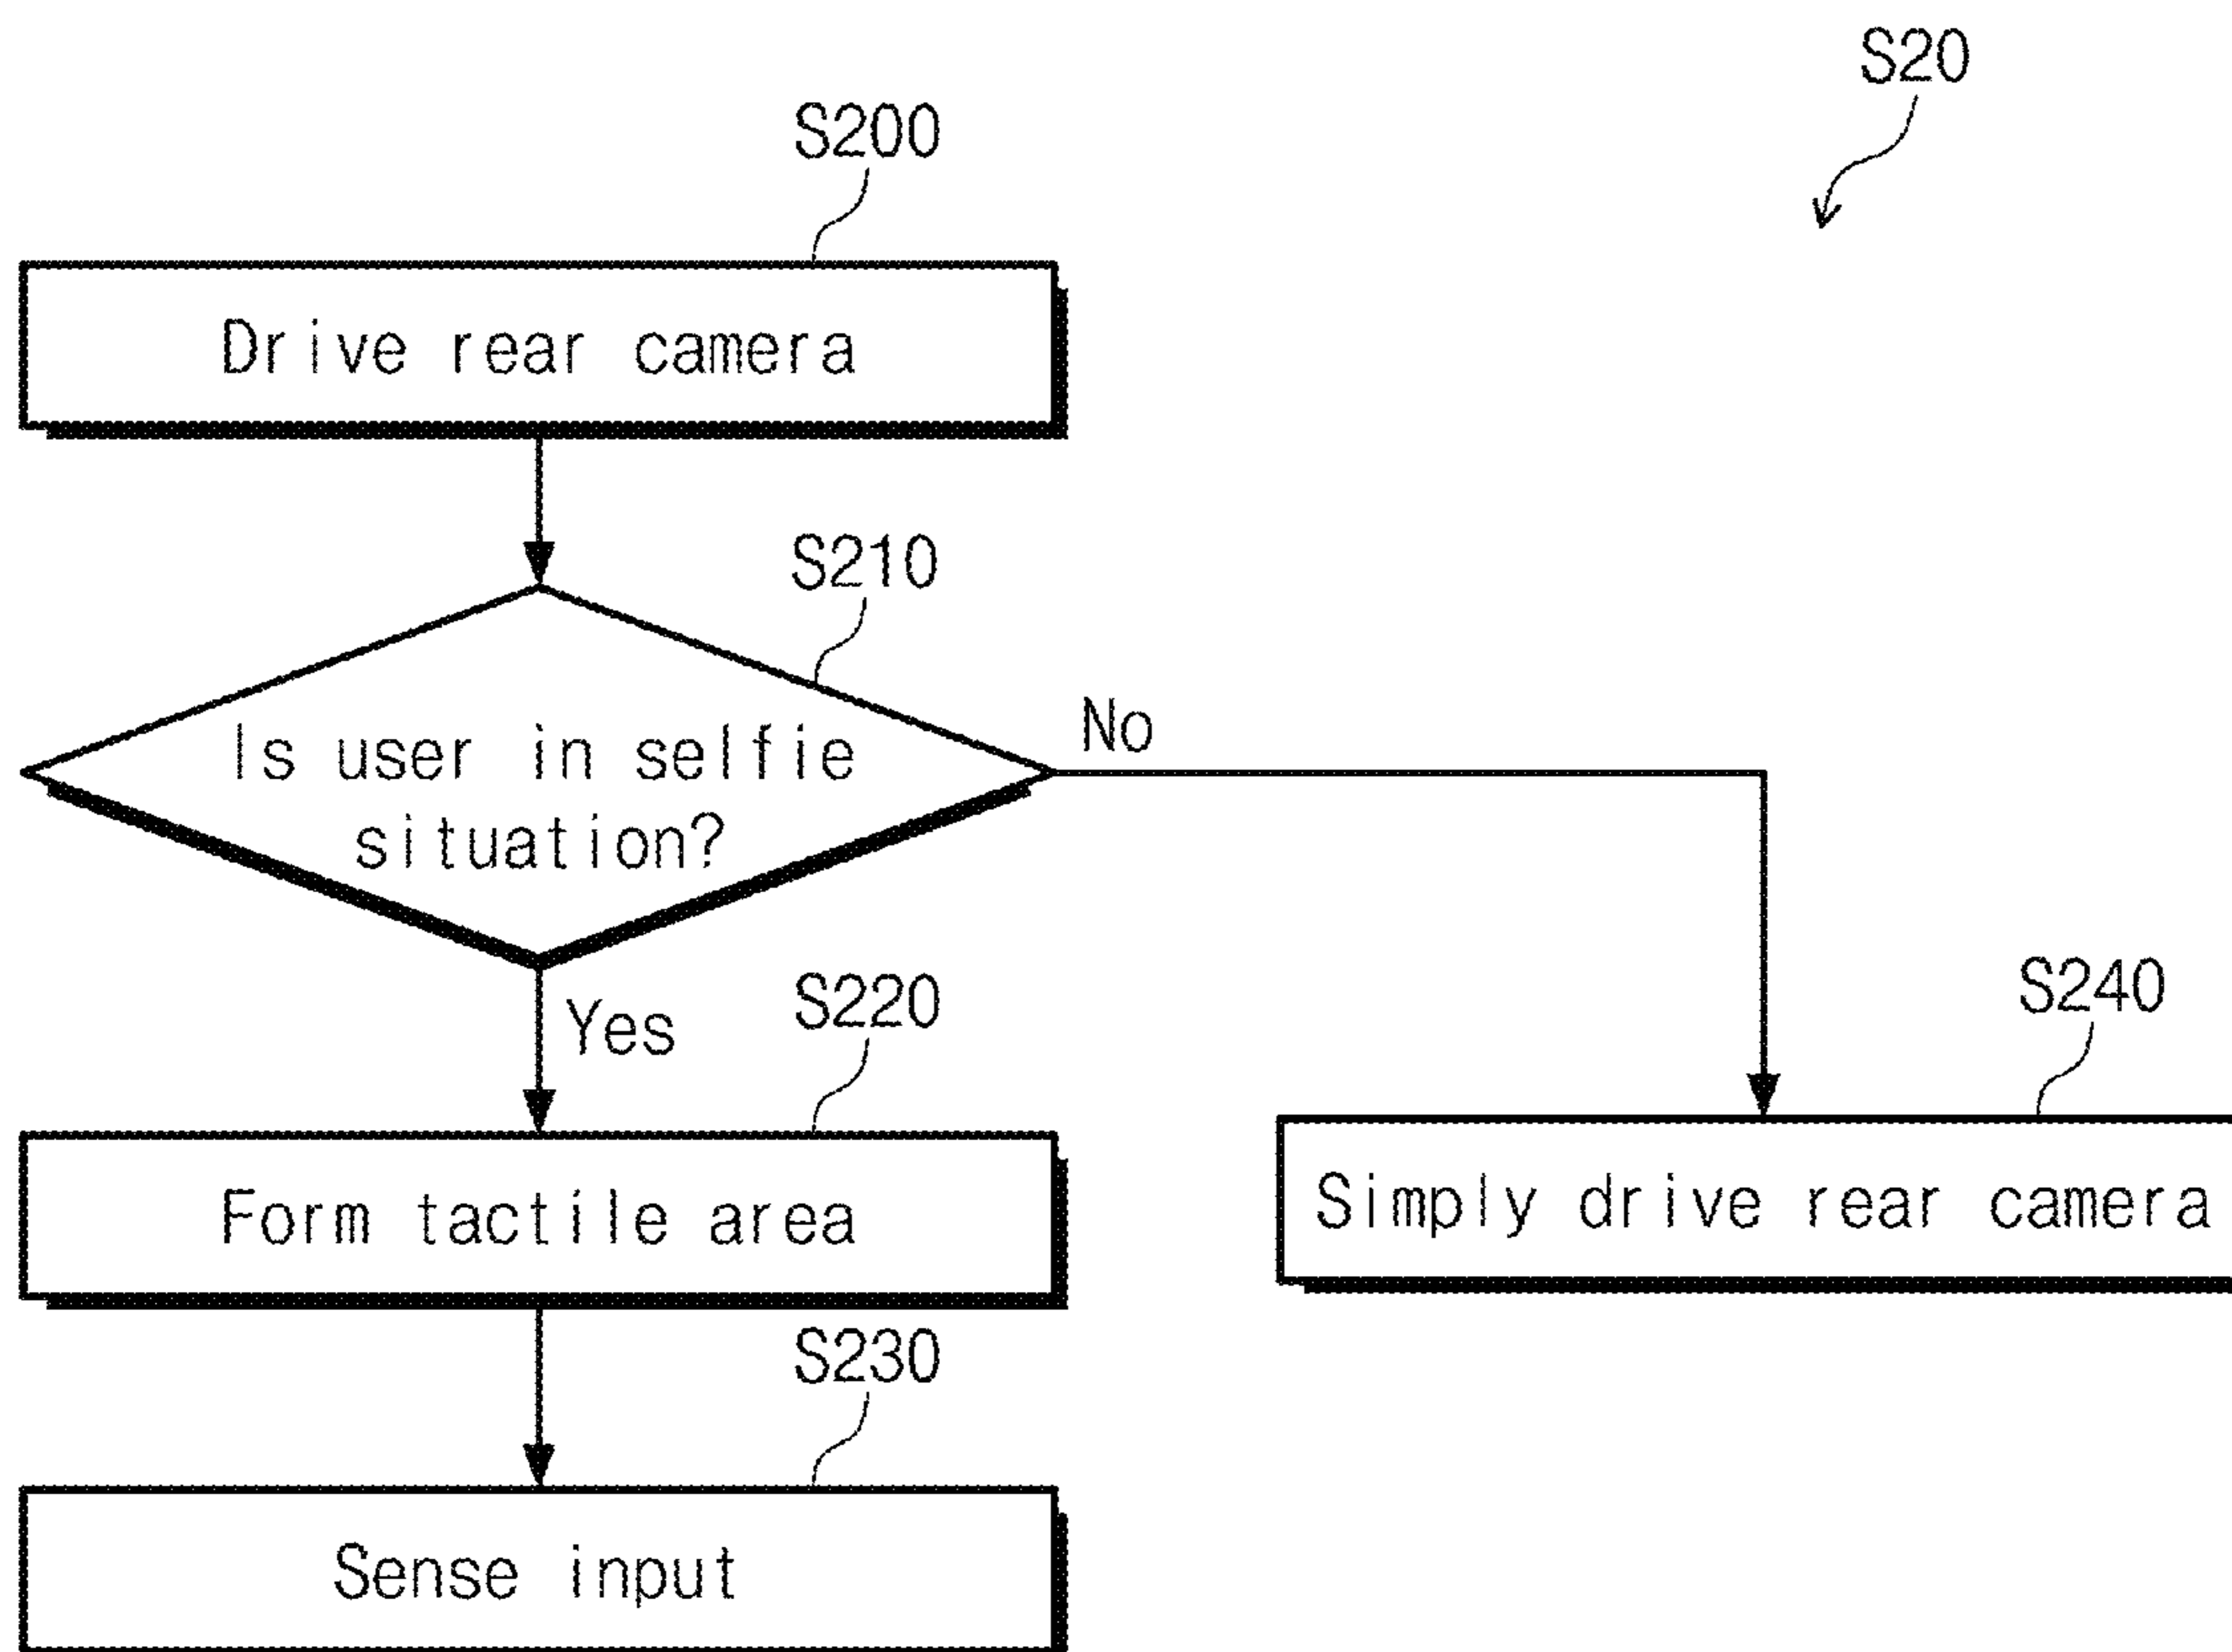 S20
S200
Drive rear camera
S210
Is user in selfie
situation?
No
Yes
S220
S240
Form tactile area
Simply drive rear camera
S230
Sense input